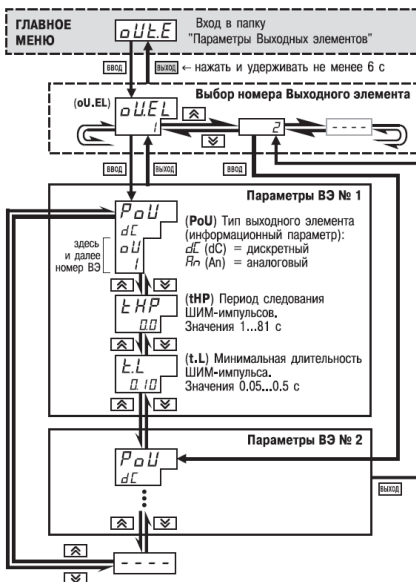 ГЛАВНОЕ
МЕНЮ
oUt.E
Вход в папку
"Параметры Выходных элементов"
ВВОД
ВЫХОД
← нажать и удерживать не менее 6 с
Выбор номера Выходного элемента
(oU.EL)
oU.EL
1
2
- - - -
ВВОД
ВЫХОД
ВВОД
Параметры ВЭ № 1
PoU
dC
oU
1
здесь
и далее
номер ВЭ
(PoU) Тип выходного элемента
(информационный параметр):
dC (dC) = дискретный
An (An) = аналоговый
tHP
0.0
(tHP) Период следования
ШИМ-импульсов.
Значения 1...81 с
t.L
0.10
(t.L) Минимальная длительность
ШИМ-импульса.
Значения 0.05...0.5 с
Параметры ВЭ № 2
PoU
dC
ВЫХОД
- - - -